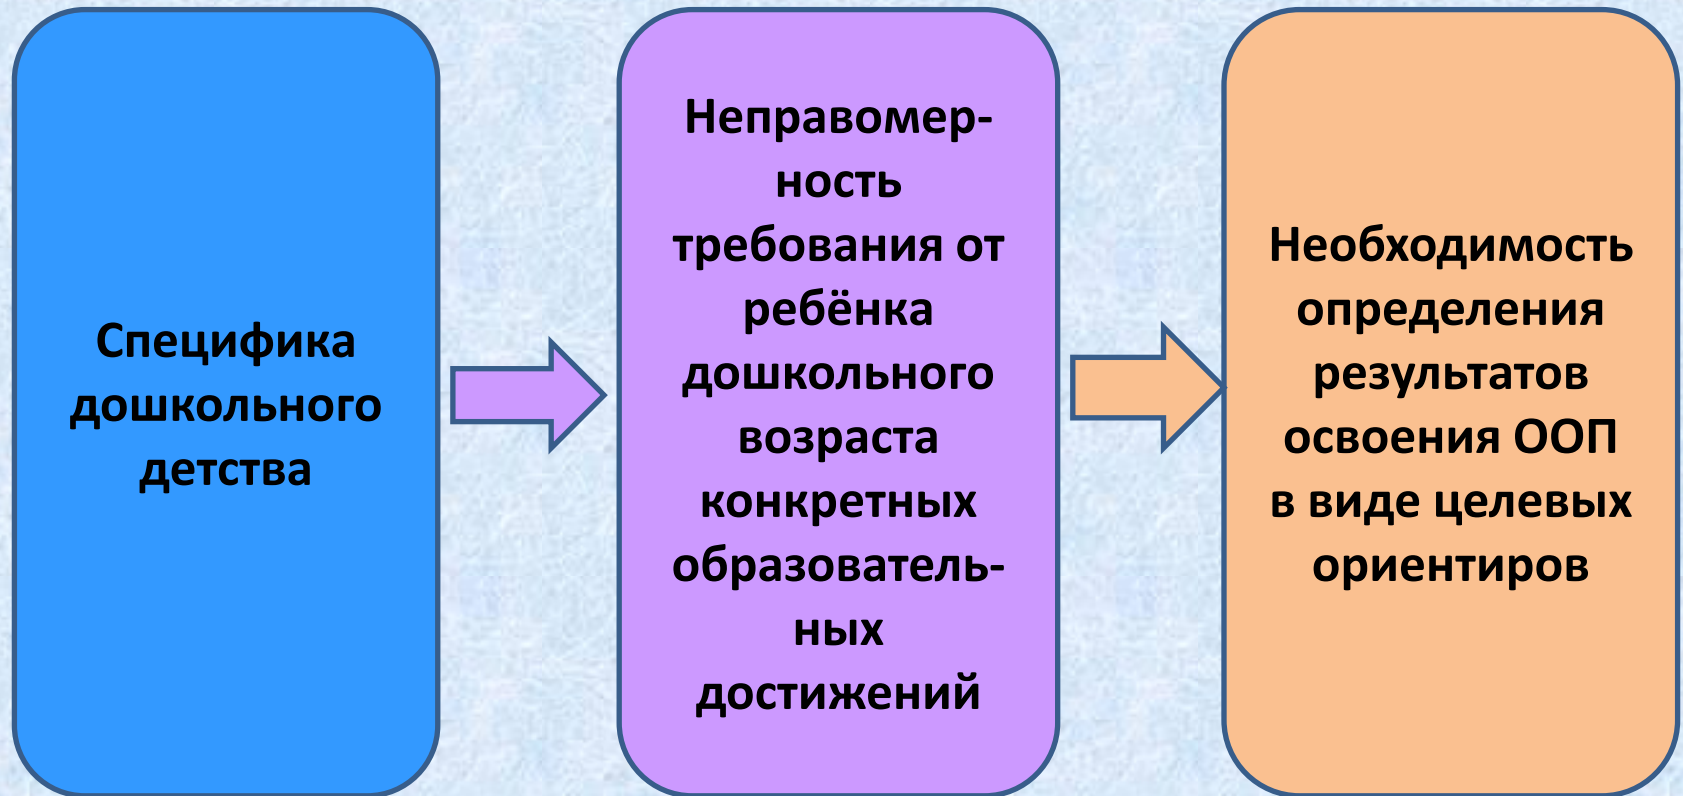 Специфика
дошкольного
детства
Неправомер-
ность
требования от
ребёнка
дошкольного
возраста
конкретных
образователь-
ных
достижений
Необходимость
определения
результатов
освоения ООП
в виде целевых
ориентиров